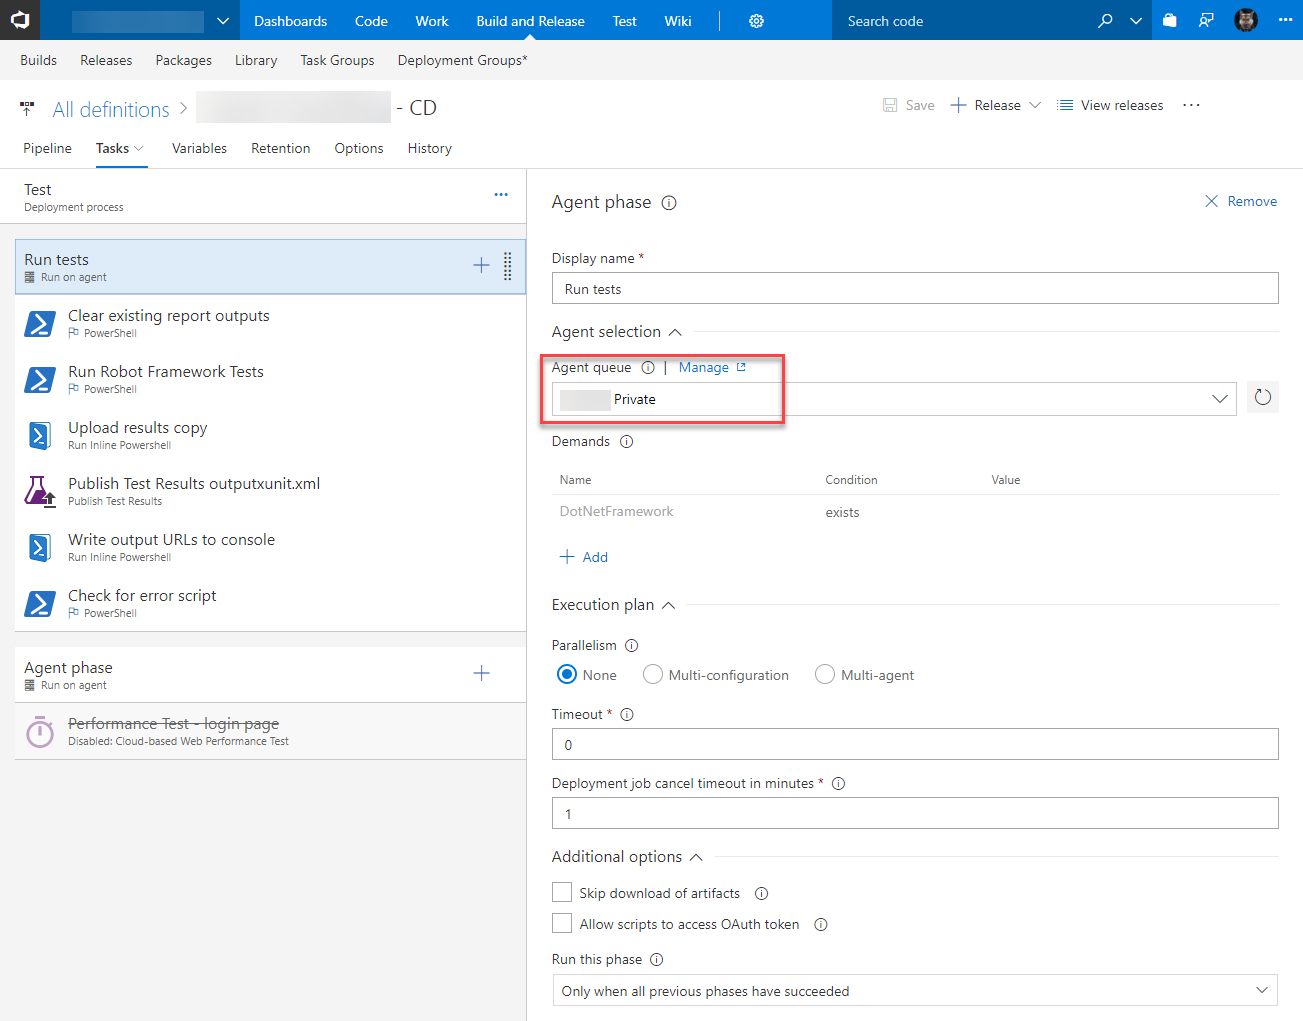 Dashboards Code Work Build and Release Test Wiki Search code
Builds Releases Packages Library Task Groups Deployment Groups*
All definitions > - CD
Save + Release View releases ...
Pipeline Tasks Variables Retention Options History
Test
Deployment process
...
Run tests
Run on agent
Clear existing report outputs
PowerShell
Run Robot Framework Tests
PowerShell
Upload results copy
Run Inline Powershell
Publish Test Results outputxunit.xml
Publish Test Results
Write output URLs to console
Run Inline Powershell
Check for error script
PowerShell
Agent phase
Run on agent
Performance Test - login page
Disabled: Cloud-based Web Performance Test
Agent phase
Remove
Display name *
Run tests
Agent selection
Agent queue | Manage
Private
Demands
Name Condition Value
DotNetFramework exists
+ Add
Execution plan
Parallelism
None Multi-configuration Multi-agent
Timeout *
0
Deployment job cancel timeout in minutes *
1
Additional options
Skip download of artifacts
Allow scripts to access OAuth token
Run this phase
Only when all previous phases have succeeded